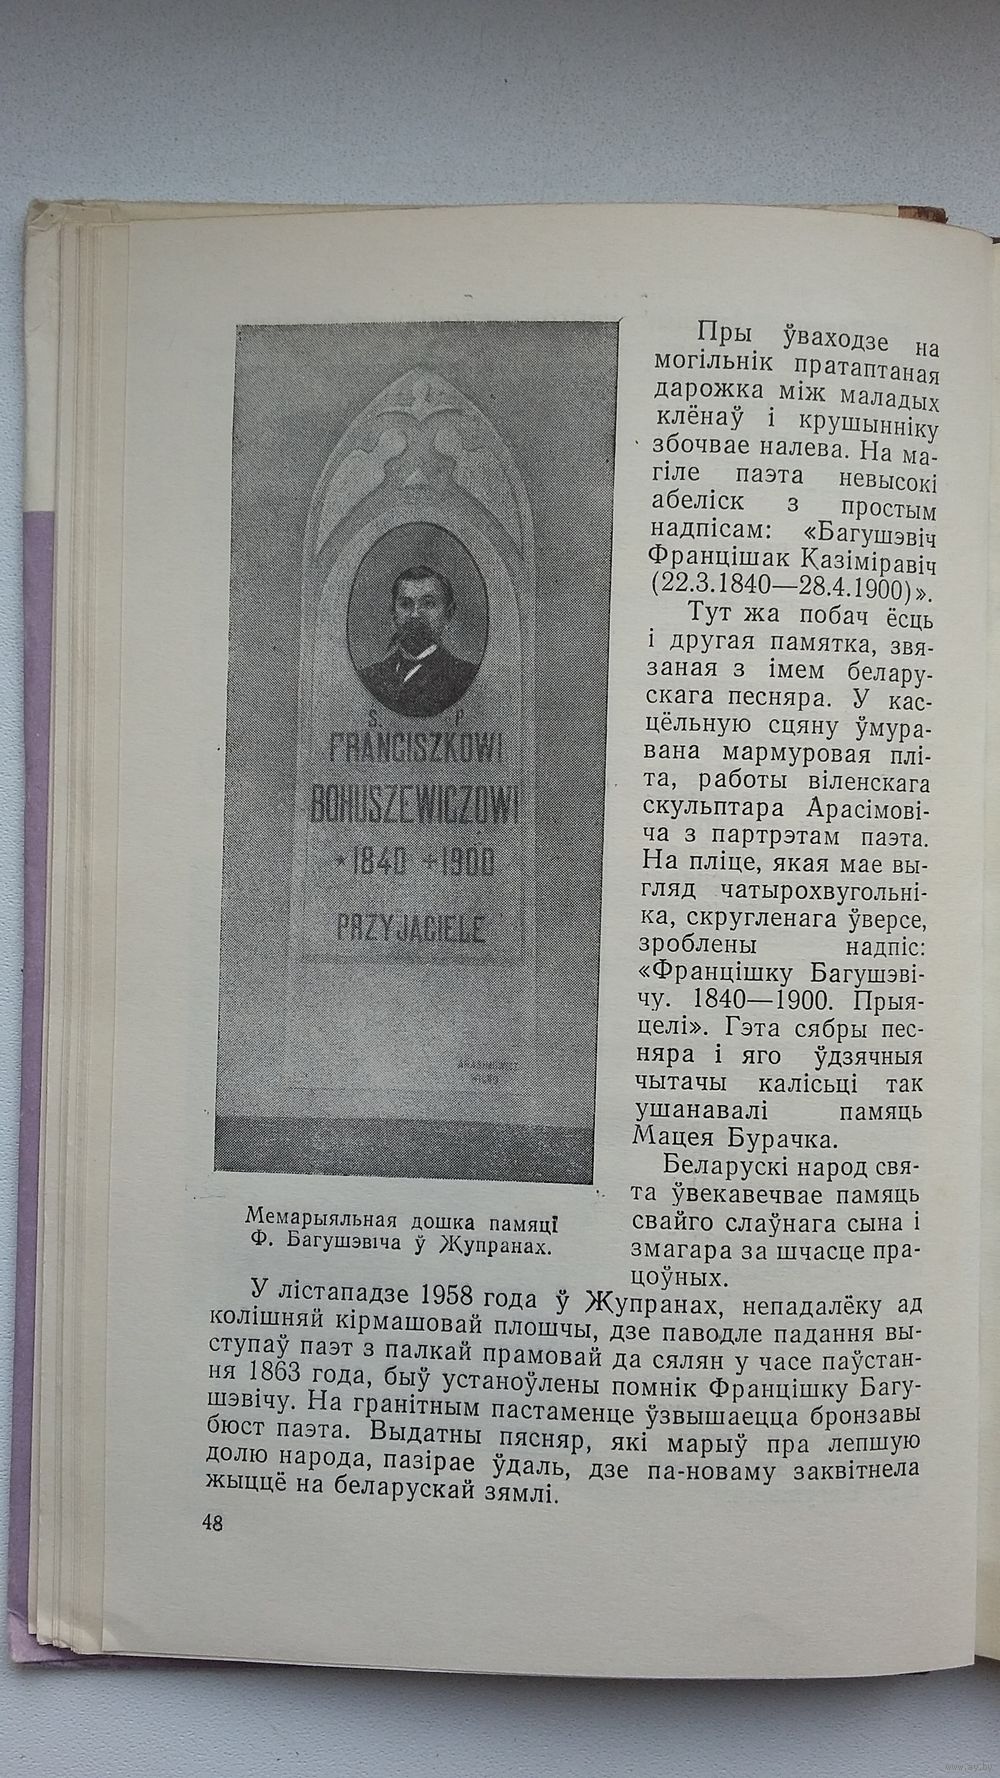 S. P.
FRANCISZKOWI
BOHUSZEWICZOWI
*1840 +1900
PRZYJACIELE
WILNO
Мемарыяльная дошка памяці
Ф. Багушэвіча ў Жупранах.
Пры ўваходзе на
могільнік пратаптаная
дарожка між маладых
клёнаў і крушынніку
збочвае налева. На ма-
гіле паэта невысокі
абеліск з простым
надпісам: «Багушэвіч
Францішак Казіміравіч
(22.3.1840—28.4.1900)».
Тут жа побач ёсць
і другая памятка, звя-
заная з імем белару-
скага песняра. У кас-
цёльную сцяну ўмура-
вана мармуровая плі-
та, работы віленскага
скульптара Арасімові-
ча з партрэтам паэта.
На пліце, якая мае вы-
гляд чатырохвугольні-
ка, скругленага ўверсе,
зроблены надпіс:
«Францішку Багушэві-
чу. 1840—1900. Прыя-
целі». Гэта сябры пес-
няра і яго ўдзячныя
чытачы калісьці так
ушанавалі памяць
Мацея Бурачка.
Беларускі народ свя-
та ўвекавечвае памяць
свайго слаўнага сына і
змагара за шчасце пра-
цоўных.
У лістападзе 1958 года ў Жупранах, непадалёку ад
колішняй кірмашовай плошчы, дзе паводле падання вы-
ступаў паэт з палкай прамовай да сялян у часе паўстан-
ня 1863 года, быў устаноўлены помнік Францішку Багу-
шэвічу. На гранітным пастаменце ўзвышаецца бронзавы
бюст паэта. Выдатны пясняр, які марыў пра лепшую
долю народа, пазірае ўдаль, дзе па-новаму заквітнела
жыццё на беларускай зямлі.
48
www.ay.by